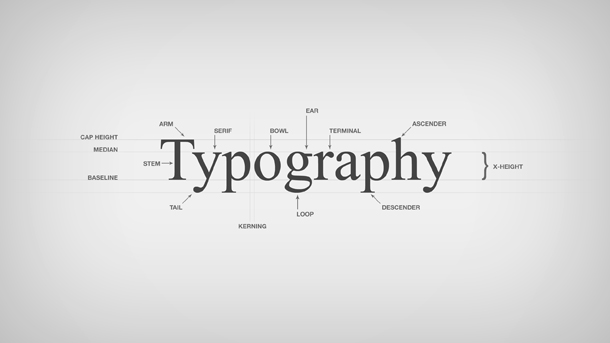 EAR
ARM
SERIF
BOWL
TERMINAL
ASCENDER
CAP HEIGHT
MEDIAN
STEM
Typography
X-HEIGHT
BASELINE
TAIL
LOOP
DESCENDER
KERNING